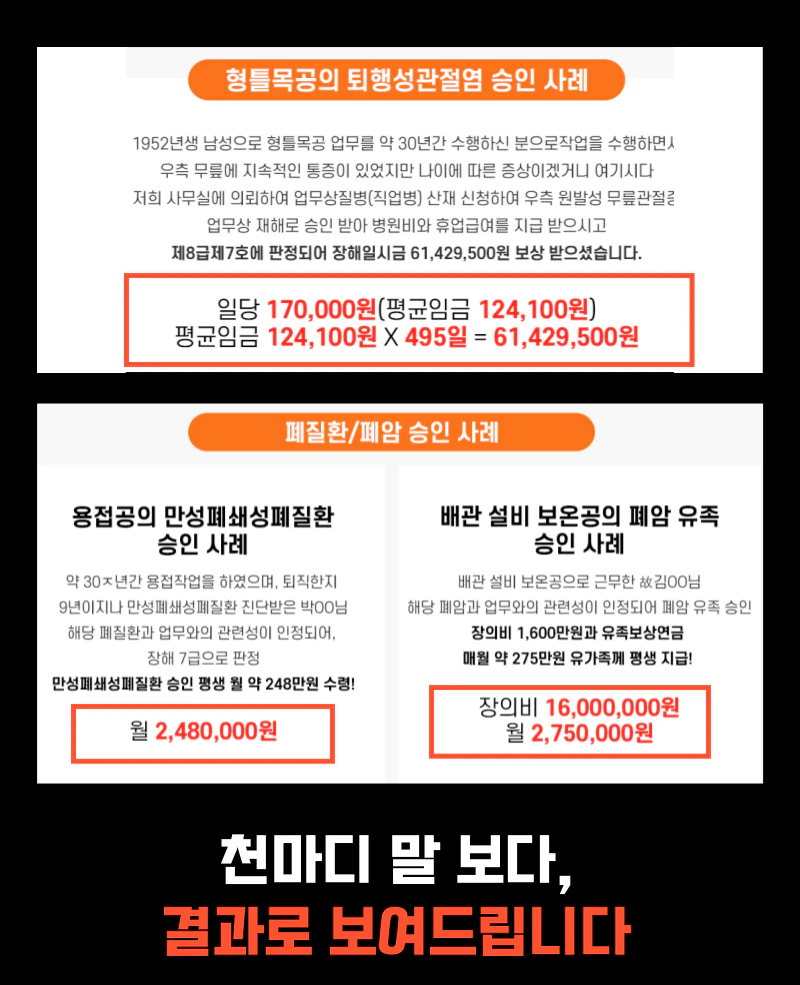 형틀목공의 퇴행성관절염 승인 사례
1952년생 남성으로 형틀목공 업무를 약 30년간 수행하신 분으로작업을 수행하면서
우측 무릎에 지속적인 통증이 있었지만 나이에 따른 증상이겠거니 여기시다
저희 사무실에 의뢰하여 업무상질병(직업병) 산재 신청하여 우측 원발성 무릎관절증
업무상 재해로 승인 받아 병원비와 휴업급여를 지급 받으시고
제8급제7호에 판정되어 장해일시금 61,429,500원 보상 받으셨습니다.
일당 170,000원(평균임금 124,100원)
평균임금 124,100원 X 495일 = 61,429,500원
폐질환/폐암 승인 사례
용접공의 만성폐쇄성폐질환
승인 사례
약 30ㅈ년간 용접작업을 하였으며, 퇴직한지
9년이지나 만성폐쇄성폐질환 진단받은 박OO님
해당 폐질환과 업무와의 관련성이 인정되어,
장해 7급으로 판정
만성폐쇄성폐질환 승인 평생 월 약 248만원 수령!
월 2,480,000원
배관 설비 보온공의 폐암 유족
승인 사례
배관 설비 보온공으로 근무한 故김OO님
해당 폐암과 업무와의 관련성이 인정되어 폐암 유족 승인
장의비 1,600만원과 유족보상연금
매월 약 275만원 유가족께 평생 지급!
장의비 16,000,000원
월 2,750,000원
천마디 말 보다,
결과로 보여드립니다